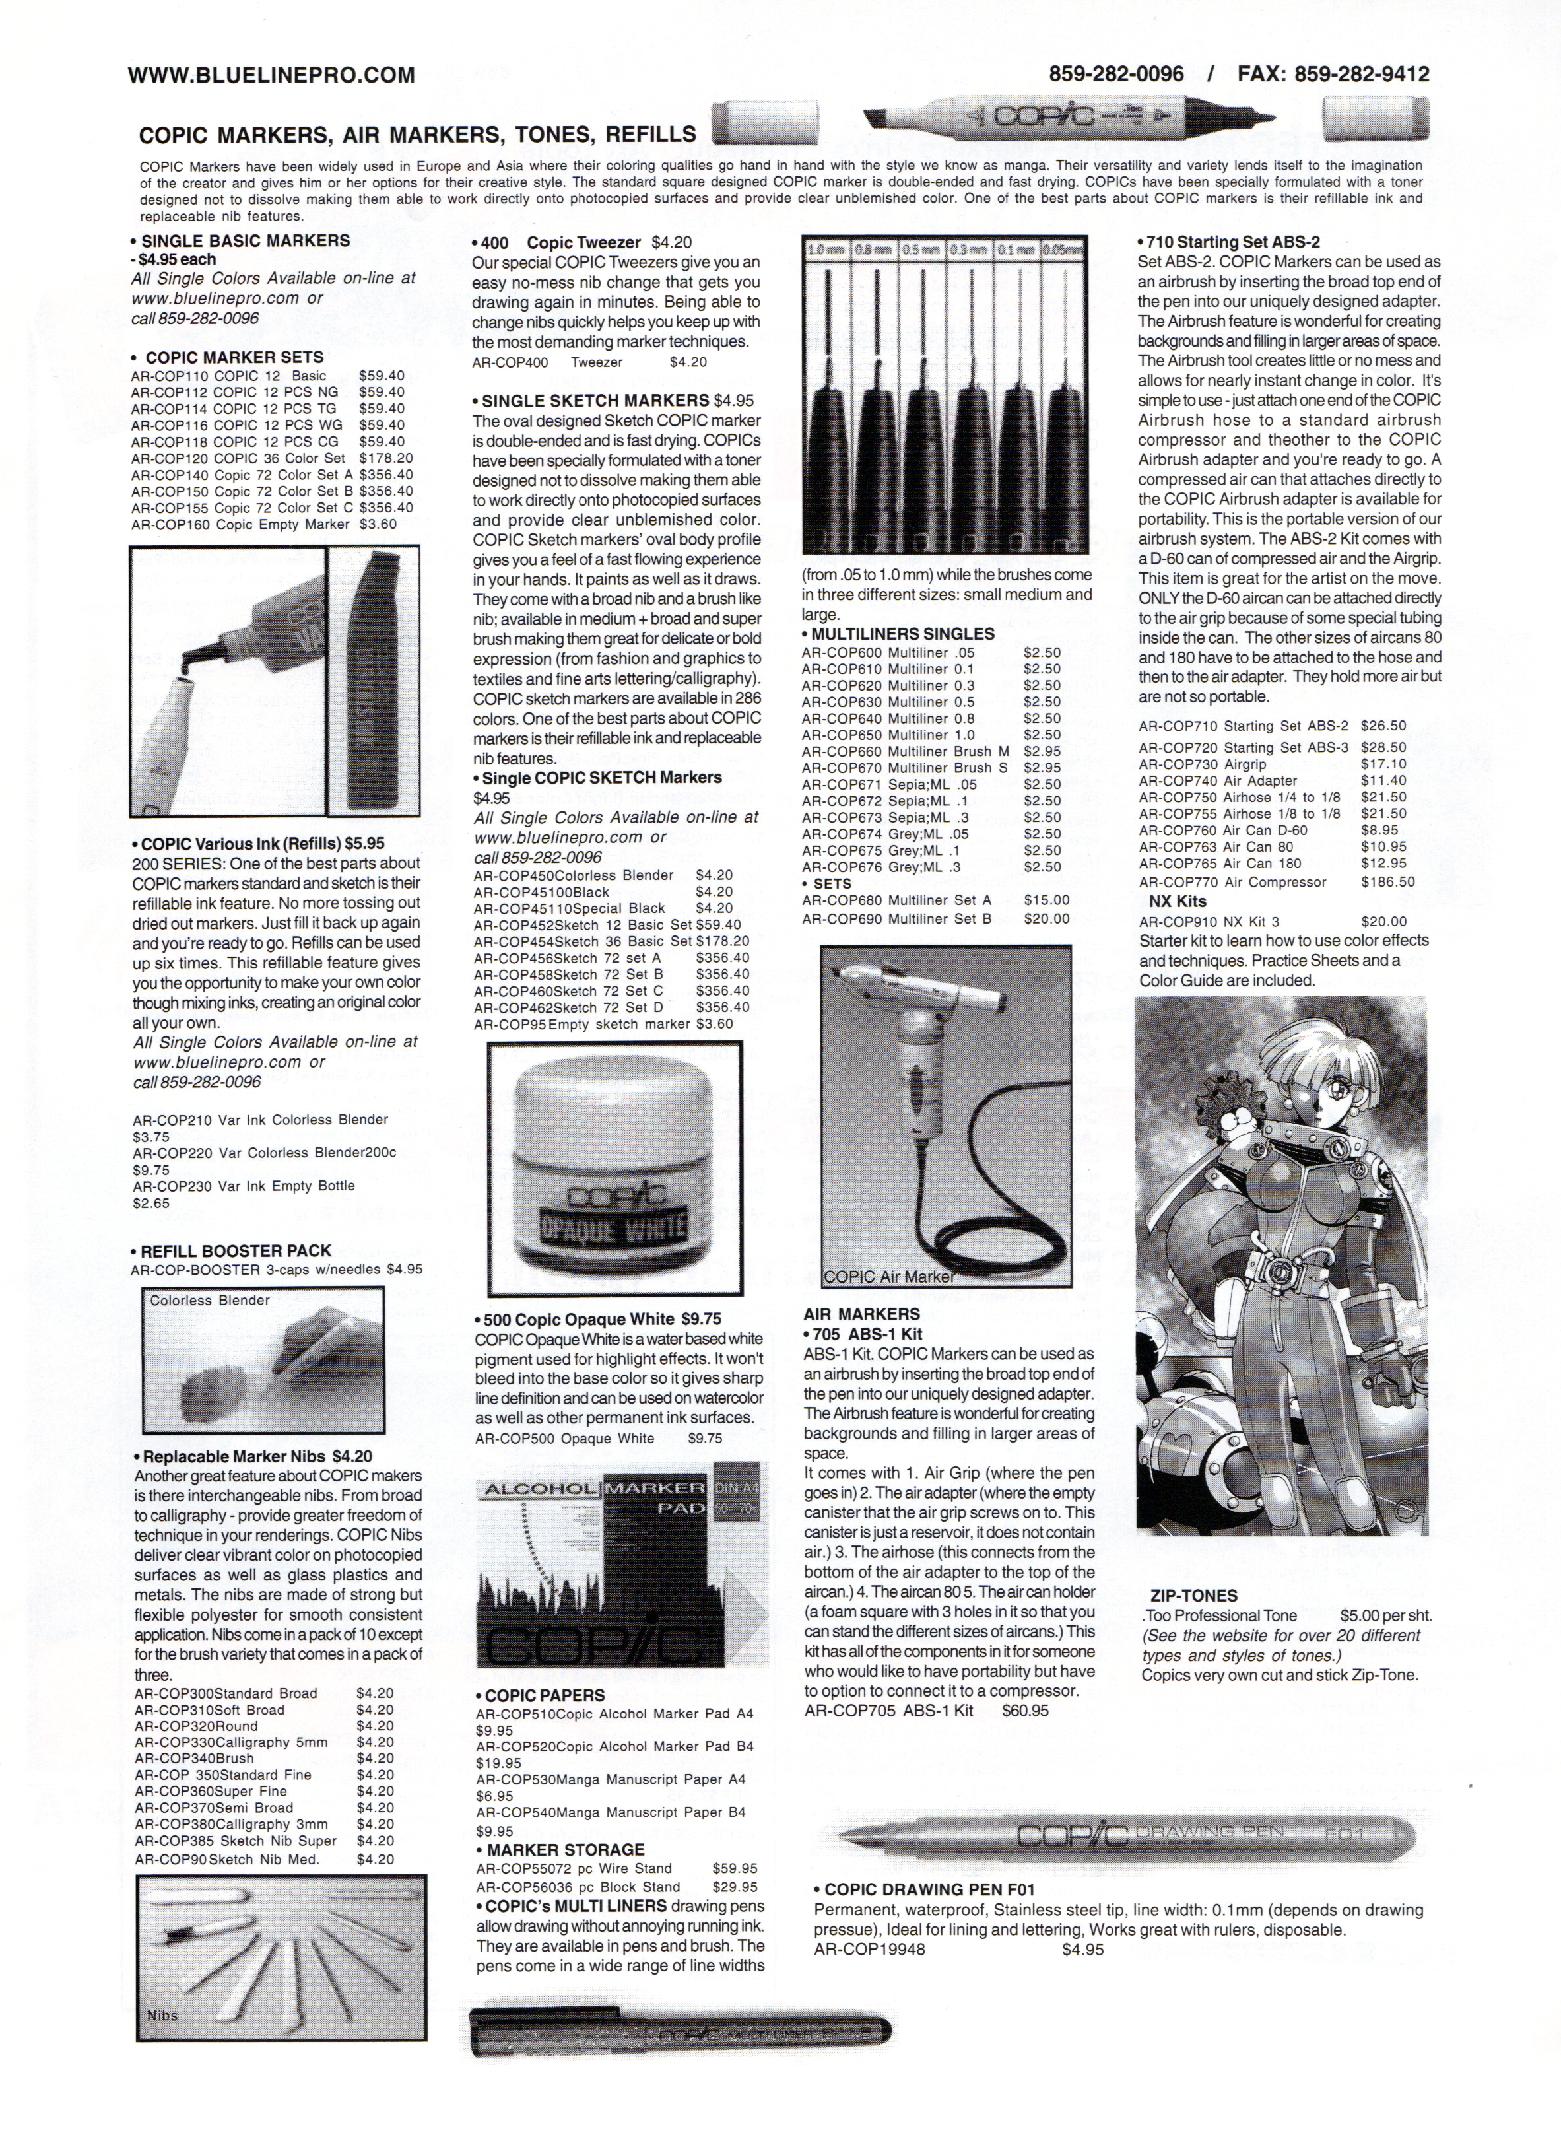 WWW.BLUELINEPRO.COM
859-282-0096 / FAX: 859-282-9412
COPIC MARKERS, AIR MARKERS, TONES, REFILLS
COPIC
COPIC Markers have been widely used in Europe and Asia where their coloring qualities go hand in hand with the style we know as manga. Their versatility and variety lends itself to the imagination
of the creator and gives him or her options for their creative style. The standard square designed COPIC marker is double-ended and fast drying. COPICs have been specially formulated with a toner
designed not to dissolve making them able to work directly onto photocopied surfaces and provide clear unblemished color. One of the best parts about COPIC markers is their refillable ink and
replaceable nib features.
• SINGLE BASIC MARKERS
- $4.95 each
All Single Colors Available on-line at
www.bluelinepro.com or
call 859-282-0096
• COPIC MARKER SETS
AR-COP110 COPIC 12 Basic $59.40
AR-COP112 COPIC 12 PCS NG $59.40
AR-COP114 COPIC 12 PCS TG $59.40
AR-COP116 COPIC 12 PCS WG $59.40
AR-COP118 COPIC 12 PCS CG $59.40
AR-COP120 COPIC 36 Color Set $178.20
AR-COP140 Copic 72 Color Set A $356.40
AR-COP150 Copic 72 Color Set B $356.40
AR-COP155 Copic 72 Color Set C $356.40
AR-COP160 Copic Empty Marker $3.60
• COPIC Various Ink (Refills) $5.95
200 SERIES: One of the best parts about
COPIC markers standard and sketch is their
refillable ink feature. No more tossing out
dried out markers. Just fill it back up again
and you're ready to go. Refills can be used
up six times. This refillable feature gives
you the opportunity to make your own color
though mixing inks, creating an original color
all your own.
All Single Colors Available on-line at
www.bluelinepro.com or
call 859-282-0096
AR-COP210 Var Ink Colorless Blender
$3.75
AR-COP220 Var Colorless Blender200c
$9.75
AR-COP230 Var Ink Empty Bottle
$2.65
• REFILL BOOSTER PACK
AR-COP-BOOSTER 3-caps w/needles $4.95
Colorless Blender
• Replacable Marker Nibs $4.20
Another great feature about COPIC makers
is there interchangeable nibs. From broad
to calligraphy - provide greater freedom of
technique in your renderings. COPIC Nibs
deliver clear vibrant color on photocopied
surfaces as well as glass plastics and
metals. The nibs are made of strong but
flexible polyester for smooth consistent
application. Nibs come in a pack of 10 except
for the brush variety that comes in a pack of
three.
AR-COP300Standard Broad $4.20
AR-COP310Soft Broad $4.20
AR-COP320Round $4.20
AR-COP330Calligraphy 5mm $4.20
AR-COP340Brush $4.20
AR-COP 350Standard Fine $4.20
AR-COP360Super Fine $4.20
AR-COP370Semi Broad $4.20
AR-COP380Calligraphy 3mm $4.20
AR-COP385 Sketch Nib Super $4.20
AR-COP90Sketch Nib Med. $4.20
Nibs
• 400 Copic Tweezer $4.20
Our special COPIC Tweezers give you an
easy no-mess nib change that gets you
drawing again in minutes. Being able to
change nibs quickly helps you keep up with
the most demanding marker techniques.
AR-COP400 Tweezer $4.20
• SINGLE SKETCH MARKERS $4.95
The oval designed Sketch COPIC marker
is double-ended and is fast drying. COPICs
have been specially formulated with a toner
designed not to dissolve making them able
to work directly onto photocopied surfaces
and provide clear unblemished color.
COPIC Sketch markers' oval body profile
gives you a feel of a fast flowing experience
in your hands. It paints as well as it draws.
They come with a broad nib and a brush like
nib; available in medium + broad and super
brush making them great for delicate or bold
expression (from fashion and graphics to
textiles and fine arts lettering/calligraphy).
COPIC sketch markers are available in 286
colors. One of the best parts about COPIC
markers is their refillable ink and replaceable
nib features.
• Single COPIC SKETCH Markers
$4.95
All Single Colors Available on-line at
www.bluelinepro.com or
call 859-282-0096
AR-COP450Colorless Blender $4.20
AR-COP45100Black $4.20
AR-COP45110Special Black $4.20
AR-COP452Sketch 12 Basic Set $59.40
AR-COP454Sketch 36 Basic Set $178.20
AR-COP456Sketch 72 set A $356.40
AR-COP458Sketch 72 Set B $356.40
AR-COP460Sketch 72 Set C $356.40
AR-COP462Sketch 72 Set D $356.40
AR-COP95Empty sketch marker $3.60
COPIC
OPAQUE WHITE
• 500 Copic Opaque White $9.75
COPIC Opaque White is a water based white
pigment used for highlight effects. It won't
bleed into the base color so it gives sharp
line definition and can be used on watercolor
as well as other permanent ink surfaces.
AR-COP500 Opaque White $9.75
ALCOHOL MARKER
PAD
DIN A4
COPIC
• COPIC PAPERS
AR-COP510Copic Alcohol Marker Pad A4
$9.95
AR-COP520Copic Alcohol Marker Pad B4
$19.95
AR-COP530Manga Manuscript Paper A4
$6.95
AR-COP540Manga Manuscript Paper B4
$9.95
• MARKER STORAGE
AR-COP55072 pc Wire Stand $59.95
AR-COP56036 pc Block Stand $29.95
• COPIC's MULTI LINERS drawing pens
allow drawing without annoying running ink.
They are available in pens and brush. The
pens come in a wide range of line widths
1.0 mm 0.8 mm 0.5 mm 0.3 mm 0.1 mm 0.05mm
(from .05 to 1.0 mm) while the brushes come
in three different sizes: small medium and
large.
• MULTILINERS SINGLES
AR-COP600 Multiliner .05 $2.50
AR-COP610 Multiliner 0.1 $2.50
AR-COP620 Multiliner 0.3 $2.50
AR-COP630 Multiliner 0.5 $2.50
AR-COP640 Multiliner 0.8 $2.50
AR-COP650 Multiliner 1.0 $2.50
AR-COP660 Multiliner Brush M $2.95
AR-COP670 Multiliner Brush S $2.95
AR-COP671 Sepia;ML .05 $2.50
AR-COP672 Sepia;ML .1 $2.50
AR-COP673 Sepia;ML .3 $2.50
AR-COP674 Grey;ML .05 $2.50
AR-COP675 Grey;ML .1 $2.50
AR-COP676 Grey;ML .3 $2.50
• SETS
AR-COP680 Multiliner Set A $15.00
AR-COP690 Multiliner Set B $20.00
COPIC Air Marker
AIR MARKERS
• 705 ABS-1 Kit
ABS-1 Kit. COPIC Markers can be used as
an airbrush by inserting the broad top end of
the pen into our uniquely designed adapter.
The Airbrush feature is wonderful for creating
backgrounds and filling in larger areas of
space.
It comes with 1. Air Grip (where the pen
goes in) 2. The air adapter (where the empty
canister that the air grip screws on to. This
canister is just a reservoir, it does not contain
air.) 3. The airhose (this connects from the
bottom of the air adapter to the top of the
aircan.) 4. The aircan 80 5. The air can holder
(a foam square with 3 holes in it so that you
can stand the different sizes of aircans.) This
kit has all of the components in it for someone
who would like to have portability but have
to option to connect it to a compressor.
AR-COP705 ABS-1 Kit $60.95
• 710 Starting Set ABS-2
Set ABS-2. COPIC Markers can be used as
an airbrush by inserting the broad top end of
the pen into our uniquely designed adapter.
The Airbrush feature is wonderful for creating
backgrounds and filling in larger areas of space.
The Airbrush tool creates little or no mess and
allows for nearly instant change in color. It's
simple to use - just attach one end of the COPIC
Airbrush hose to a standard airbrush
compressor and theother to the COPIC
Airbrush adapter and you're ready to go. A
compressed air can that attaches directly to
the COPIC Airbrush adapter is available for
portability. This is the portable version of our
airbrush system. The ABS-2 Kit comes with
a D-60 can of compressed air and the Airgrip.
This item is great for the artist on the move.
ONLY the D-60 aircan can be attached directly
to the air grip because of some special tubing
inside the can. The other sizes of aircans 80
and 180 have to be attached to the hose and
then to the air adapter. They hold more air but
are not so portable.
AR-COP710 Starting Set ABS-2 $26.50
AR-COP720 Starting Set ABS-3 $28.50
AR-COP730 Airgrip $17.10
AR-COP740 Air Adapter $11.40
AR-COP750 Airhose 1/4 to 1/8 $21.50
AR-COP755 Airhose 1/8 to 1/8 $21.50
AR-COP760 Air Can D-60 $8.95
AR-COP763 Air Can 80 $10.95
AR-COP765 Air Can 180 $12.95
AR-COP770 Air Compressor $186.50
NX Kits
AR-COP910 NX Kit 3 $20.00
Starter kit to learn how to use color effects
and techniques. Practice Sheets and a
Color Guide are included.
ZIP-TONES
.Too Professional Tone $5.00 per sht.
(See the website for over 20 different
types and styles of tones.)
Copics very own cut and stick Zip-Tone.
COPIC DRAWING PEN F01
• COPIC DRAWING PEN F01
Permanent, waterproof, Stainless steel tip, line width: 0.1mm (depends on drawing
pressue), Ideal for lining and lettering, Works great with rulers, disposable.
AR-COP19948 $4.95
COPIC MULTILINER